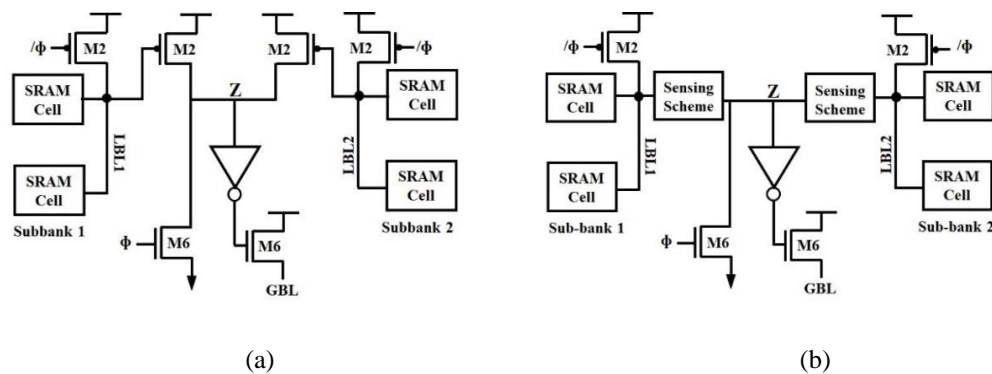 /ф
M2
M2
M2
M2
/ф
SRAM
Cell
LBL1
SRAM
Cell
Subbank 1
Z
ф
M6
M6
GBL
SRAM
Cell
LBL2
SRAM
Cell
Subbank 2
(a)
/ф
M2
M2
/ф
SRAM
Cell
Sensing
Scheme
LBL1
SRAM
Cell
Sub-bank 1
Z
ф
M6
M6
GBL
Sensing
Scheme
SRAM
Cell
LBL2
SRAM
Cell
Sub-bank 2
(b)